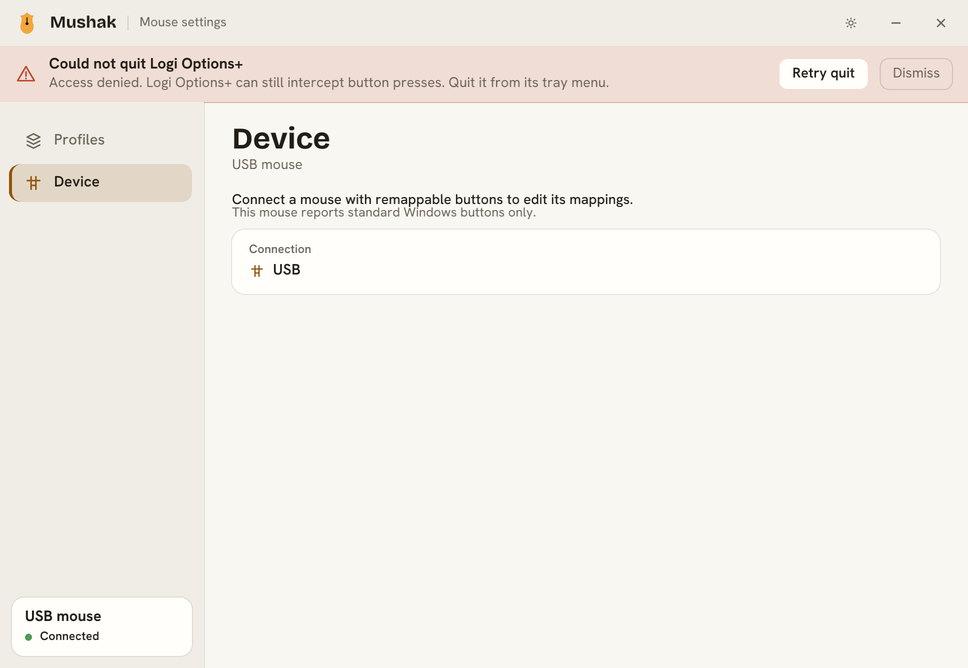 Mushak
Mouse settings
Could not quit Logi Options+
Access denied. Logi Options+ can still intercept button presses. Quit it from its tray menu.
Retry quit
Dismiss
Profiles
Device
Device
USB mouse
Connect a mouse with remappable buttons to edit its mappings.
This mouse reports standard Windows buttons only.
Connection
USB
USB mouse
Connected